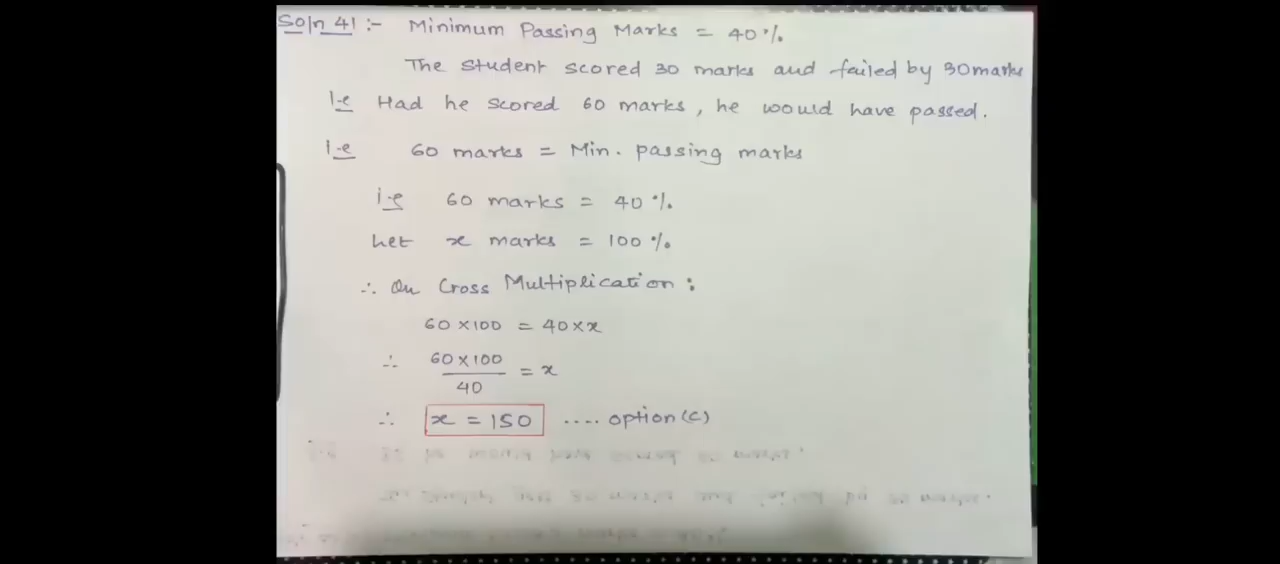 Soln 41 :- Minimum Passing Marks = 40%.
The student scored 30 marks and failed by 30 marks
I-e Had he scored 60 marks, he would have passed.
I-e 60 marks = Min. passing marks
i-e 60 marks = 40%.
Let x marks = 100%.
∴ On Cross Multiplication :
60 × 100 = 40 × x
∴ 60 × 100 / 40 = x
∴ x = 150 .... option (c)